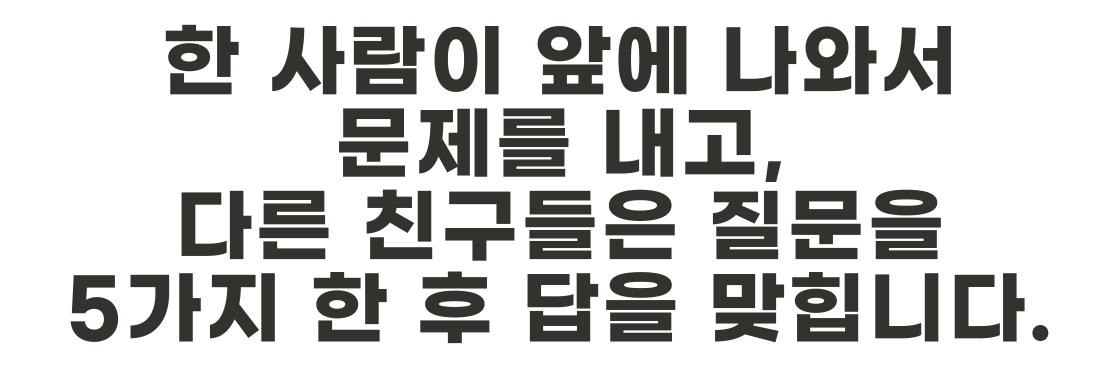 한 사람이 앞에 나와서
문제를 내고,
다른 친구들은 질문을
5가지 한 후 답을 맞힙니다.